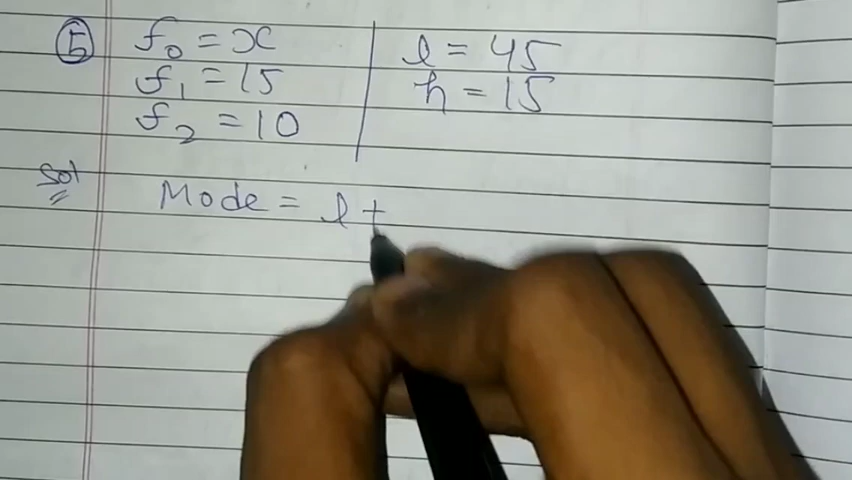 5 f₀ = x
f₁ = 15
f₂ = 10
l = 45
h = 15
Sol
Mode = l +